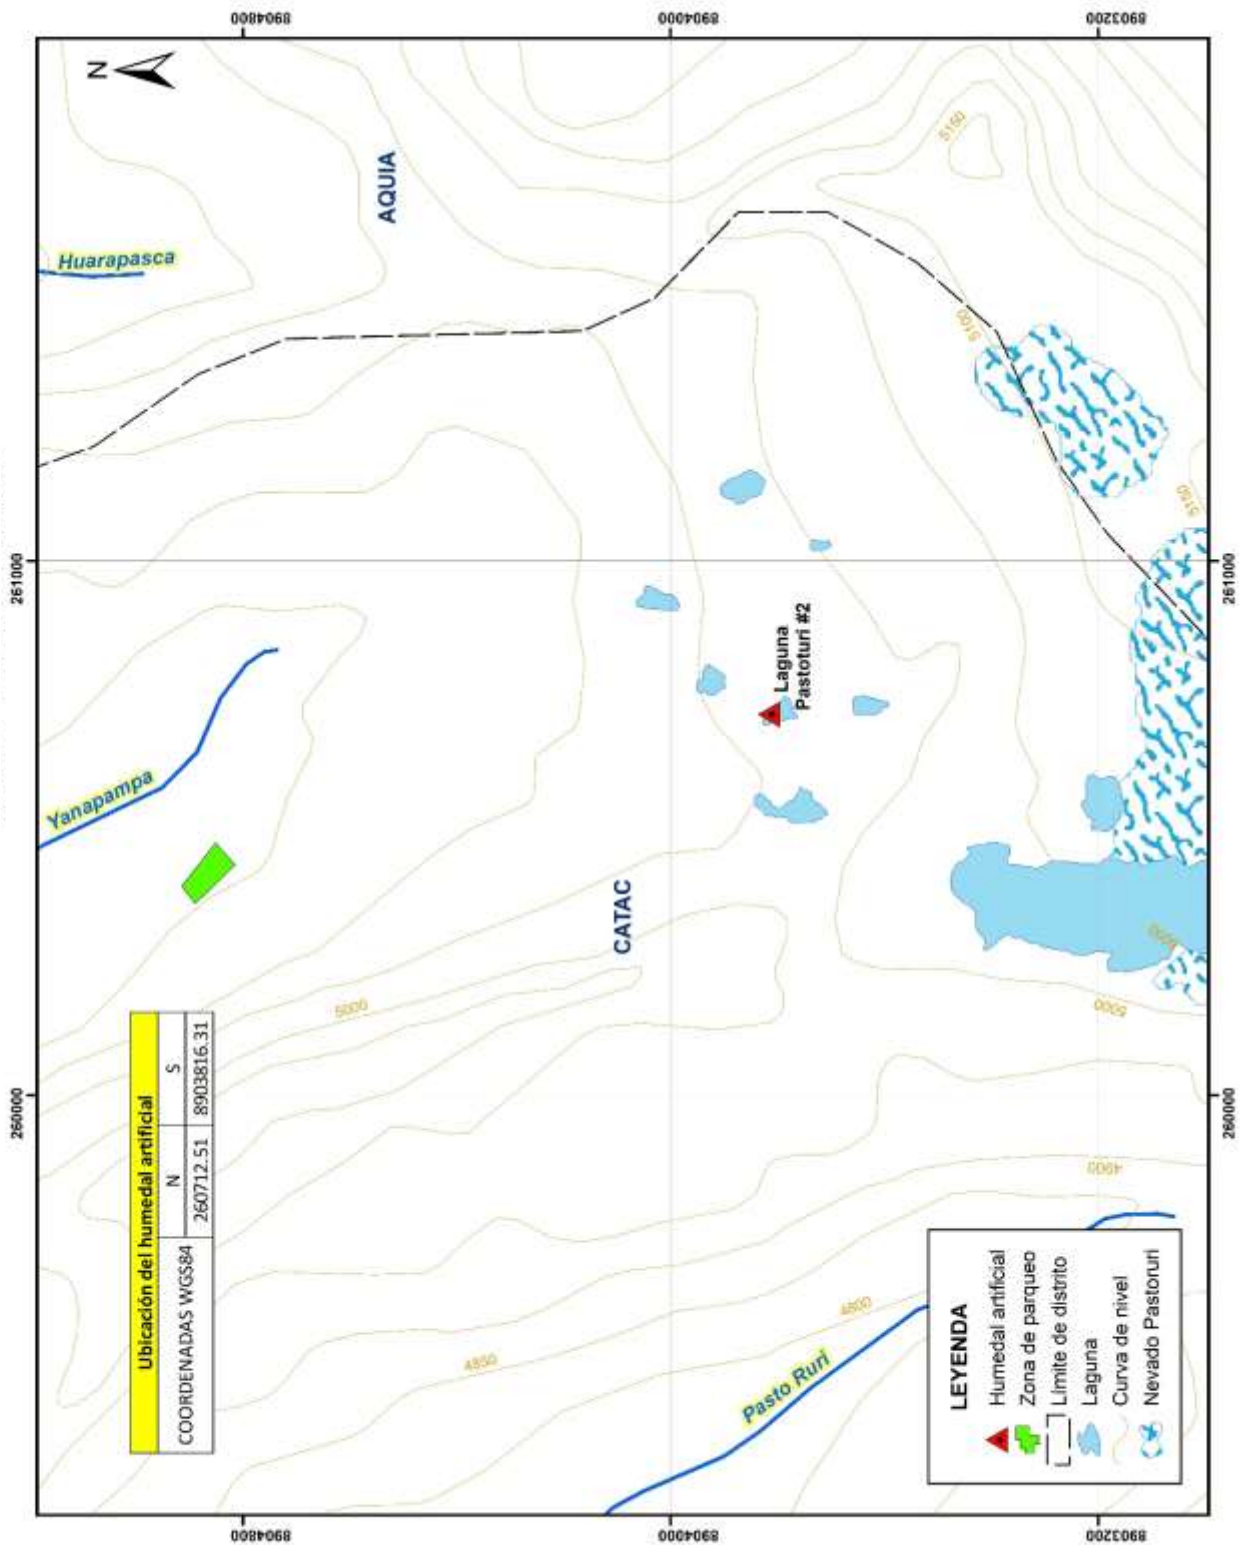 8904800
8904000
8903200
N
AQUIA
Huarapasca
5150
5100
5150
261000
261000
Yanapampa
Laguna
Pastoturi #2
CATAC
5000
5000
5000
260000
260000
Ubicación del humedal artificial
COORDENADAS WGS84
N
S
260712.51
8903816.31
4900
4850
4800
Pasto Ruri
LEYENDA
Humedal artificial
Zona de parqueo
Límite de distrito
Laguna
Curva de nivel
Nevado Pastoruri
8904800
8904000
8903200